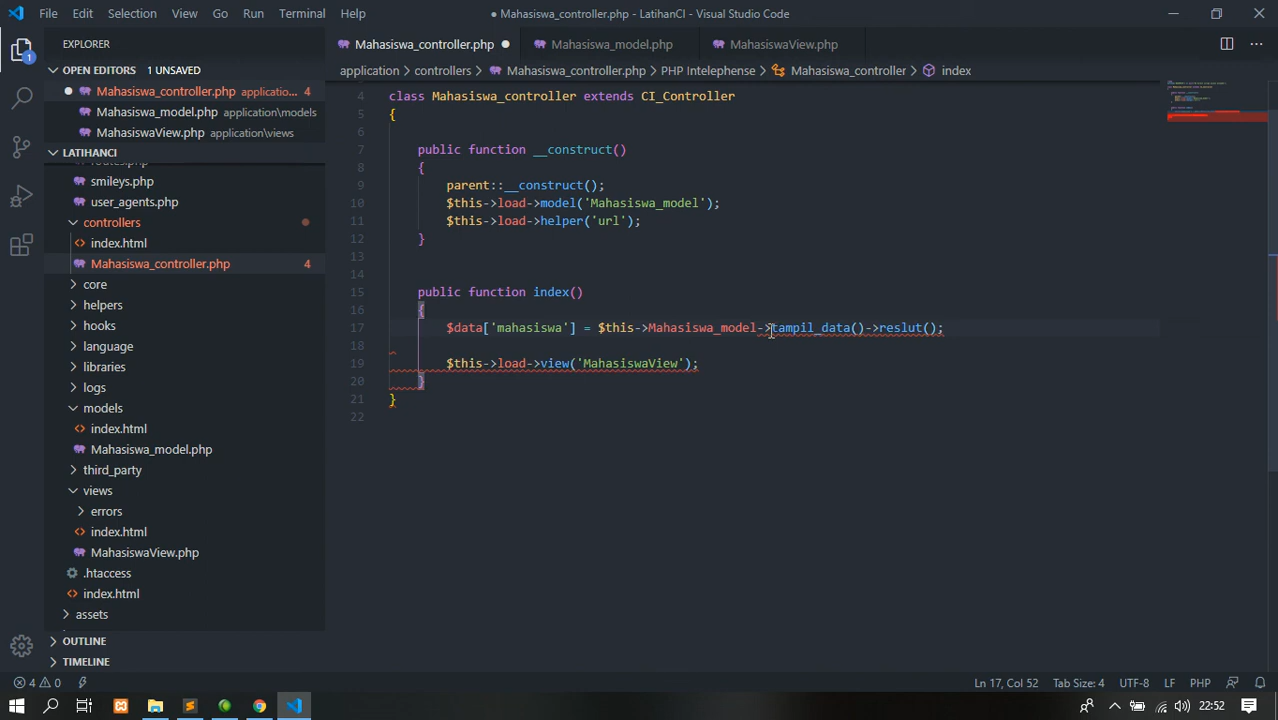 File Edit Selection View Go Run Terminal Help
● Mahasiswa_controller.php - LatihanCI - Visual Studio Code
EXPLORER
OPEN EDITORS 1 UNSAVED
Mahasiswa_controller.php applicatio... 4
Mahasiswa_model.php application\models
MahasiswaView.php application\views
LATIHANCI
smileys.php
user_agents.php
controllers
index.html
Mahasiswa_controller.php 4
core
helpers
hooks
language
libraries
logs
models
index.html
Mahasiswa_model.php
third_party
views
errors
index.html
MahasiswaView.php
.htaccess
index.html
assets
OUTLINE
TIMELINE
Mahasiswa_controller.php ● Mahasiswa_model.php MahasiswaView.php
application > controllers > Mahasiswa_controller.php > PHP Intelephense > Mahasiswa_controller > index
4 class Mahasiswa_controller extends CI_Controller
5 {
6
7 public function __construct()
8 {
9 parent::__construct();
10 $this->load->model('Mahasiswa_model');
11 $this->load->helper('url');
12 }
13
14
15 public function index()
16 {
17 $data['mahasiswa'] = $this->Mahasiswa_model->tampil_data()->reslut();
18
19 $this->load->view('MahasiswaView');
20 }
21 }
22
4 0 Ln 17, Col 52 Tab Size: 4 UTF-8 LF PHP
22:52